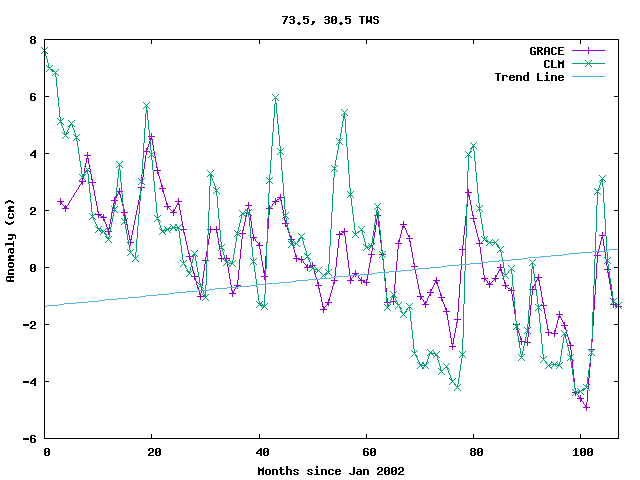 73.5, 30.5 TWS
GRACE
CLM
Trend Line
8
6
4
2
0
-2
-4
-6
Anomaly (cm)
0 20 40 60 80 100
Months since Jan 2002